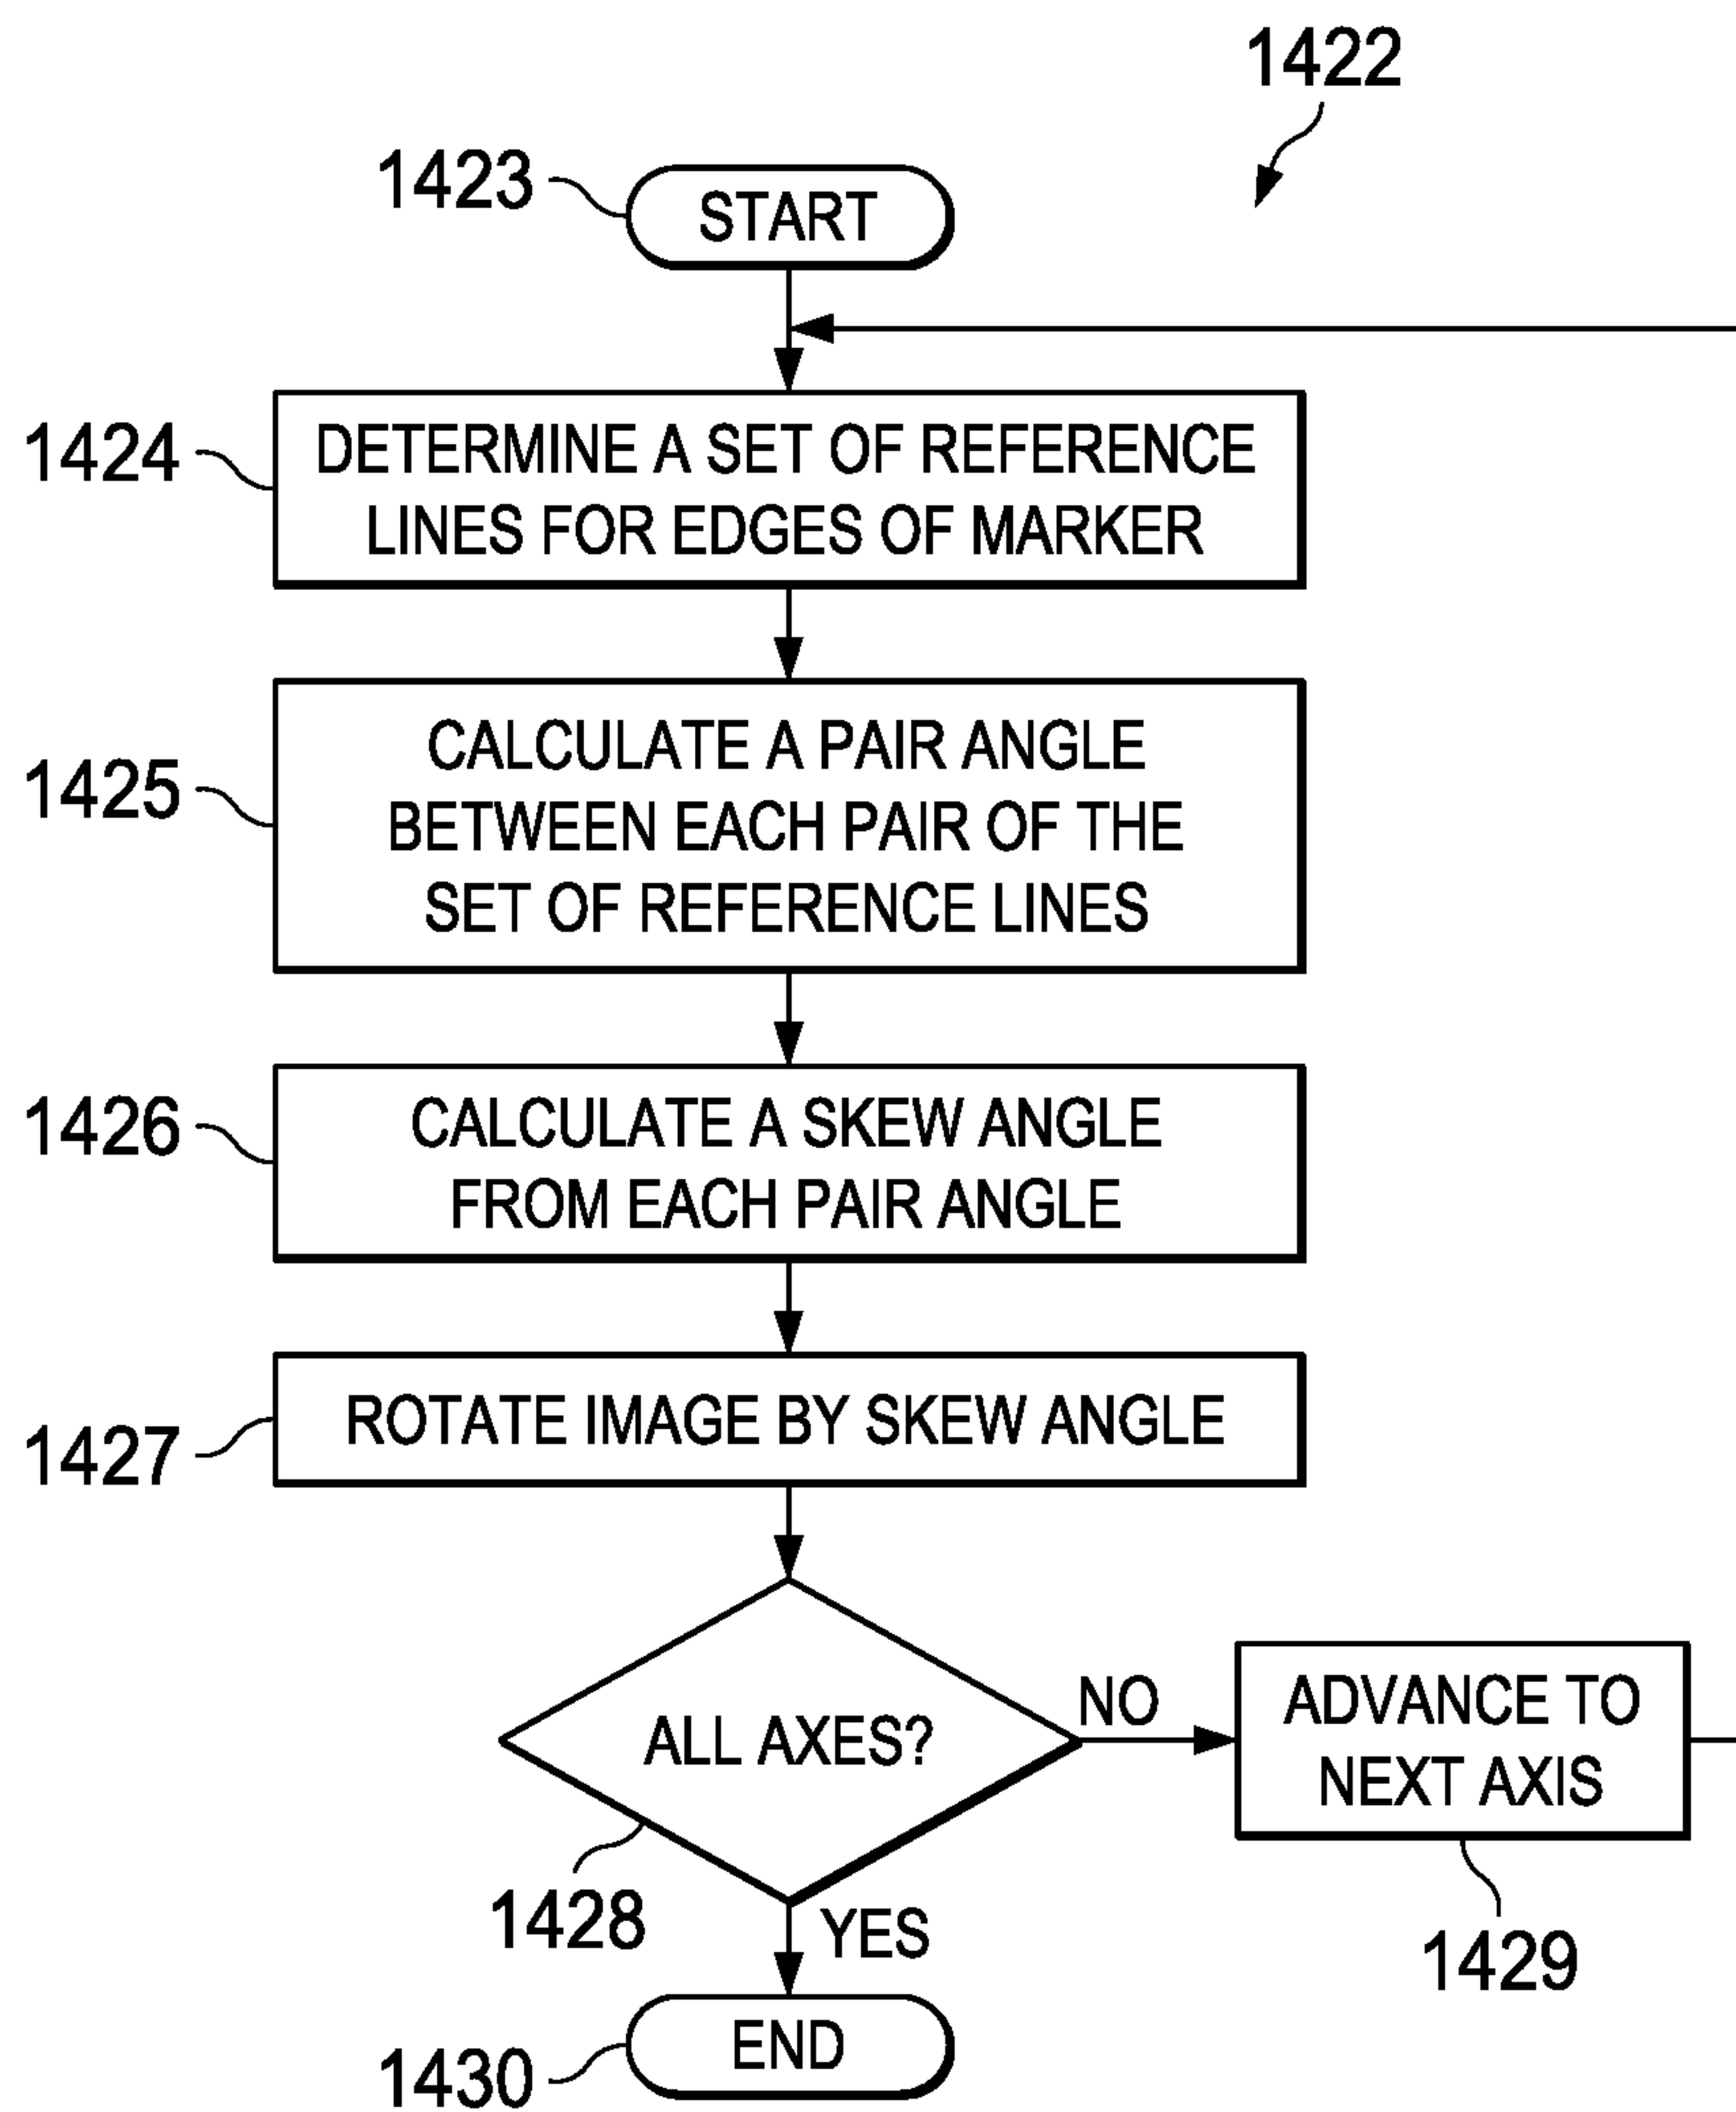 1422
1423
START
1424
DETERMINE A SET OF REFERENCE
LINES FOR EDGES OF MARKER
1425
CALCULATE A PAIR ANGLE
BETWEEN EACH PAIR OF THE
SET OF REFERENCE LINES
1426
CALCULATE A SKEW ANGLE
FROM EACH PAIR ANGLE
1427
ROTATE IMAGE BY SKEW ANGLE
ALL AXES?
NO
ADVANCE TO
NEXT AXIS
1428
YES
1429
END
1430